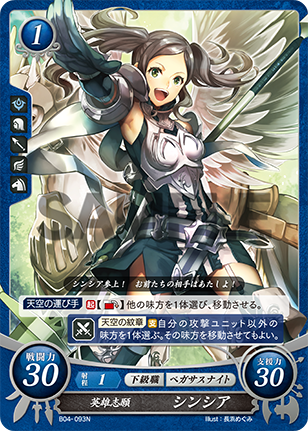 1
SAMPLE
シンシア参上! お前たちの相手はあたしよ!
天空の運び手 起【】他の味方を1体選び、移動させる。
天空の紋章 自分の攻撃ユニット以外の
味方を1体選ぶ。その味方を移動させてもよい。
戦闘力
30
射程 1 下級職 ペガサスナイト
支援力
30
英雄志願 シンシア
B04-093N
Illust:長浜めぐみ